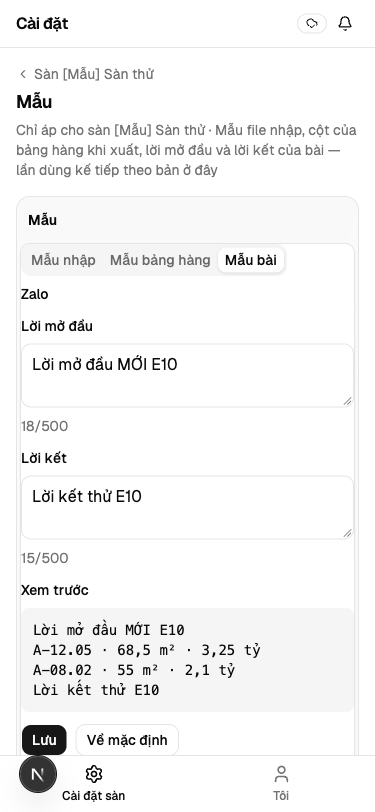 Cài đặt
Sàn [Mẫu] Sàn thử
Mẫu
Chỉ áp cho sàn [Mẫu] Sàn thử · Mẫu file nhập, cột của
bảng hàng khi xuất, lời mở đầu và lời kết của bài —
lần dùng kế tiếp theo bản ở đây
Mẫu
Mẫu nhập Mẫu bảng hàng Mẫu bài
Zalo
Lời mở đầu
Lời mở đầu MỚI E10
18/500
Lời kết
Lời kết thử E10
15/500
Xem trước
Lời mở đầu MỚI E10
A-12.05 · 68,5 m² · 3,25 tỷ
A-08.02 · 55 m² · 2,1 tỷ
Lời kết thử E10
Lưu Về mặc định
N
Cài đặt sàn Tôi